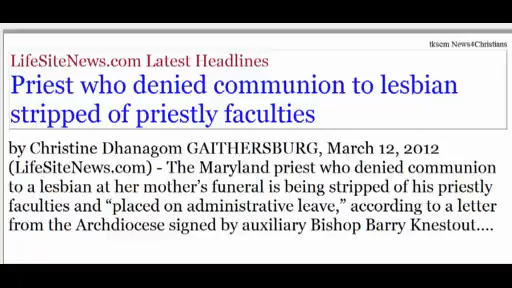 tksem News4Christians
LifeSiteNews.com Latest Headlines
Priest who denied communion to lesbian
stripped of priestly faculties
by Christine Dhanagom GAITHERSBURG, March 12, 2012
(LifeSiteNews.com) - The Maryland priest who denied communion
to a lesbian at her mother's funeral is being stripped of his priestly
faculties and “placed on administrative leave,” according to a letter
from the Archdiocese signed by auxiliary Bishop Barry Knestout....